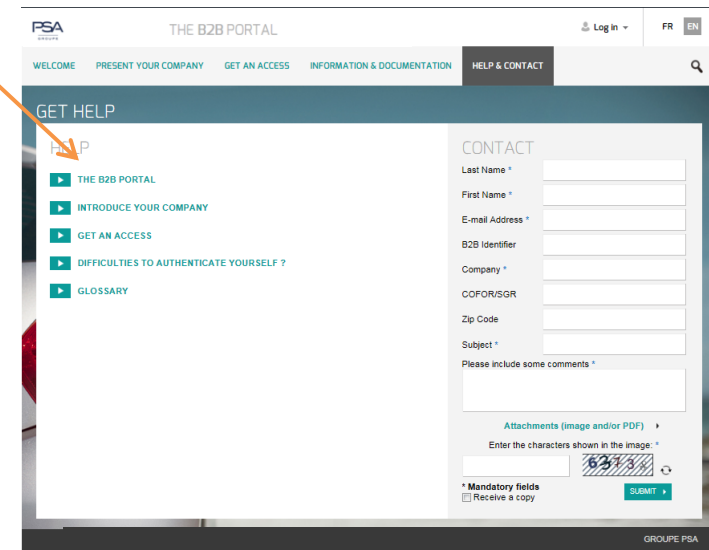 PSA
GROUPE
THE B2B PORTAL
Log in
FR EN
WELCOME PRESENT YOUR COMPANY GET AN ACCESS INFORMATION & DOCUMENTATION HELP & CONTACT
GET HELP
HELP
THE B2B PORTAL
INTRODUCE YOUR COMPANY
GET AN ACCESS
DIFFICULTIES TO AUTHENTICATE YOURSELF ?
GLOSSARY
CONTACT
Last Name *
First Name *
E-mail Address *
B2B Identifier
Company *
COFOR/SGR
Zip Code
Subject *
Please include some comments *
Attachments (image and/or PDF)
Enter the characters shown in the image: *
* Mandatory fields
Receive a copy
SUBMIT
GROUPE PSA